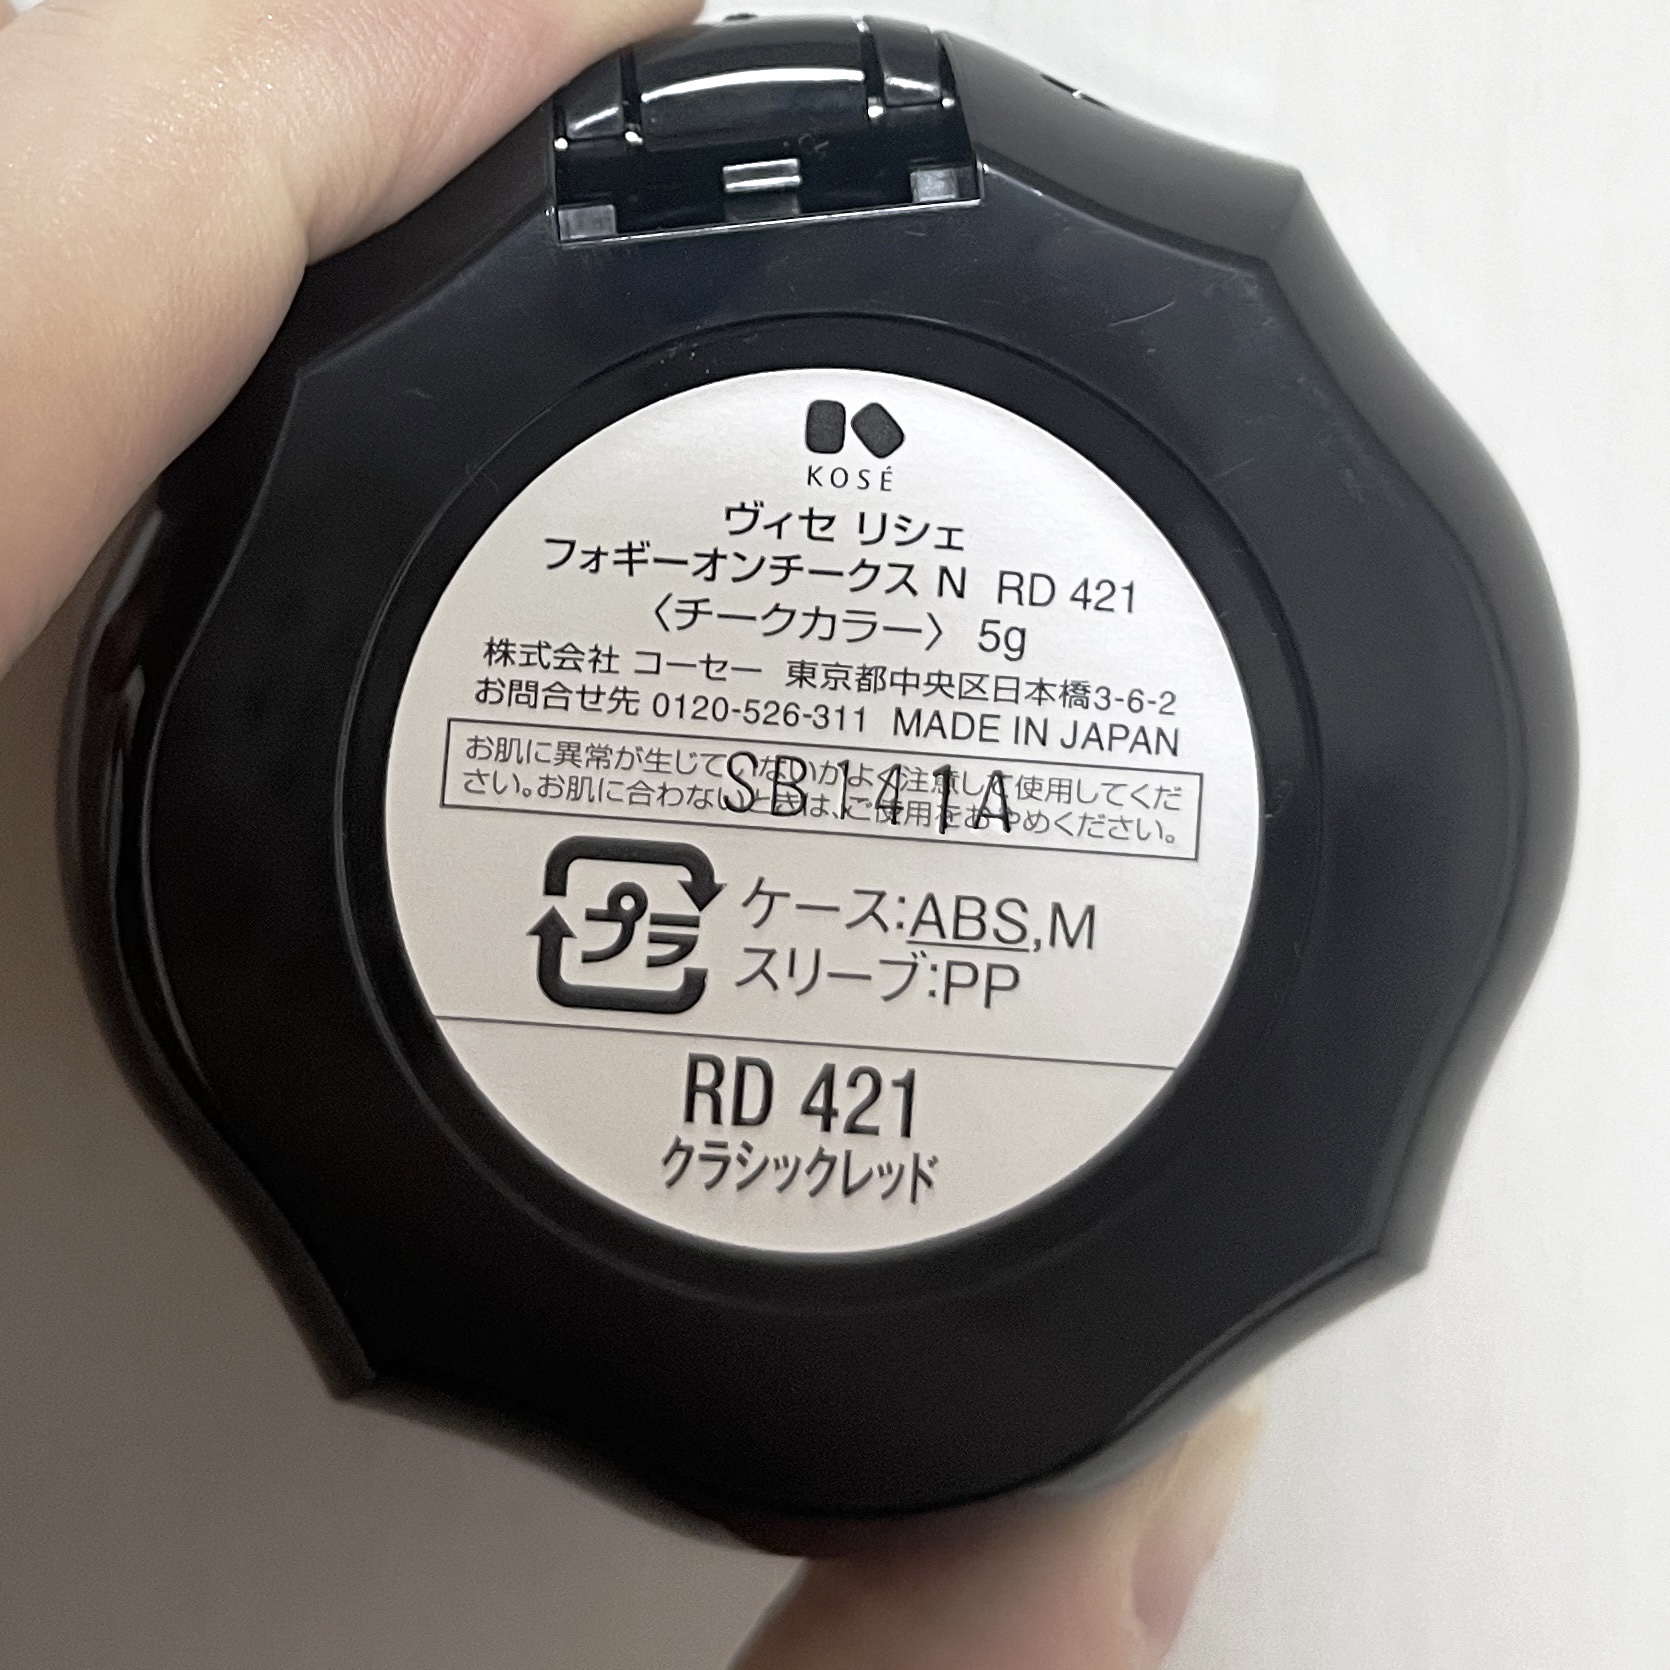 KOSÉ
ヴィセ リシェ
フォギーオンチークス N RD 421
〈チークカラー〉 5g
株式会社 コーセー 東京都中央区日本橋3-6-2
お問合せ先 0120-526-311 MADE IN JAPAN
お肌に異常が生じていないかよく注意して使用してくだ
さい。お肌に合わないときは、ご使用をおやめください。
SB141A
プラ
ケース:ABS,M
スリーブ:PP
RD 421
クラシックレッド